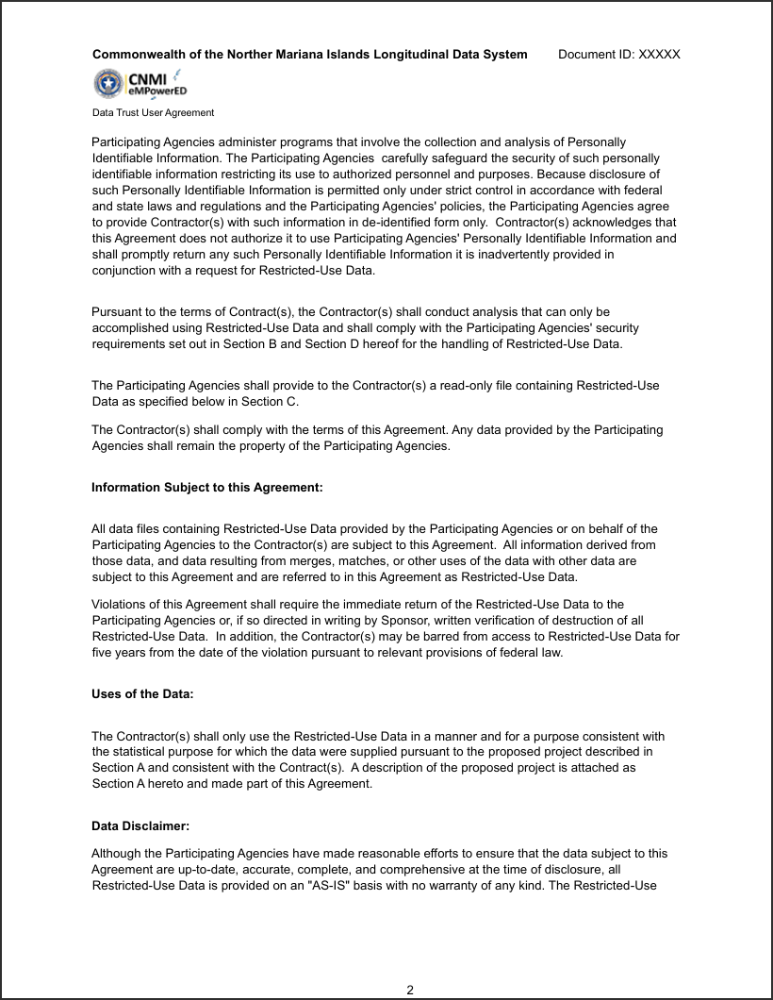 Commonwealth of the Norther Mariana Islands Longitudinal Data System Document ID: XXXXX
CNMI
eMPowerED
Data Trust User Agreement
Participating Agencies administer programs that involve the collection and analysis of Personally
Identifiable Information. The Participating Agencies  carefully safeguard the security of such personally
identifiable information restricting its use to authorized personnel and purposes. Because disclosure of
such Personally Identifiable Information is permitted only under strict control in accordance with federal
and state laws and regulations and the Participating Agencies' policies, the Participating Agencies agree
to provide Contractor(s) with such information in de-identified form only.  Contractor(s) acknowledges that
this Agreement does not authorize it to use Participating Agencies' Personally Identifiable Information and
shall promptly return any such Personally Identifiable Information it is inadvertently provided in
conjunction with a request for Restricted-Use Data.
Pursuant to the terms of Contract(s), the Contractor(s) shall conduct analysis that can only be
accomplished using Restricted-Use Data and shall comply with the Participating Agencies' security
requirements set out in Section B and Section D hereof for the handling of Restricted-Use Data.
The Participating Agencies shall provide to the Contractor(s) a read-only file containing Restricted-Use
Data as specified below in Section C.
The Contractor(s) shall comply with the terms of this Agreement. Any data provided by the Participating
Agencies shall remain the property of the Participating Agencies.
Information Subject to this Agreement:
All data files containing Restricted-Use Data provided by the Participating Agencies or on behalf of the
Participating Agencies to the Contractor(s) are subject to this Agreement.  All information derived from
those data, and data resulting from merges, matches, or other uses of the data with other data are
subject to this Agreement and are referred to in this Agreement as Restricted-Use Data.
Violations of this Agreement shall require the immediate return of the Restricted-Use Data to the
Participating Agencies or, if so directed in writing by Sponsor, written verification of destruction of all
Restricted-Use Data.  In addition, the Contractor(s) may be barred from access to Restricted-Use Data for
five years from the date of the violation pursuant to relevant provisions of federal law.
Uses of the Data:
The Contractor(s) shall only use the Restricted-Use Data in a manner and for a purpose consistent with
the statistical purpose for which the data were supplied pursuant to the proposed project described in
Section A and consistent with the Contract(s).  A description of the proposed project is attached as
Section A hereto and made part of this Agreement.
Data Disclaimer:
Although the Participating Agencies have made reasonable efforts to ensure that the data subject to this
Agreement are up-to-date, accurate, complete, and comprehensive at the time of disclosure, all
Restricted-Use Data is provided on an "AS-IS" basis with no warranty of any kind. The Restricted-Use
2